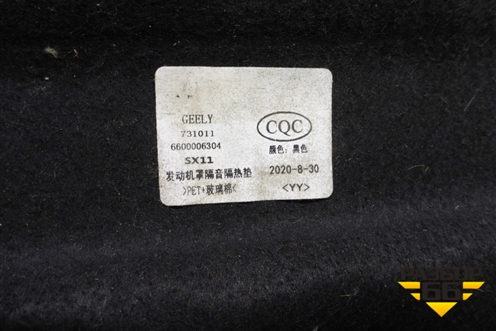 GEELY
731011
6600006304
SX11
发动机罩隔音隔热垫
>PET+玻璃棉<
CQC
颜色：黑色
2020-8-30
<YY>
66